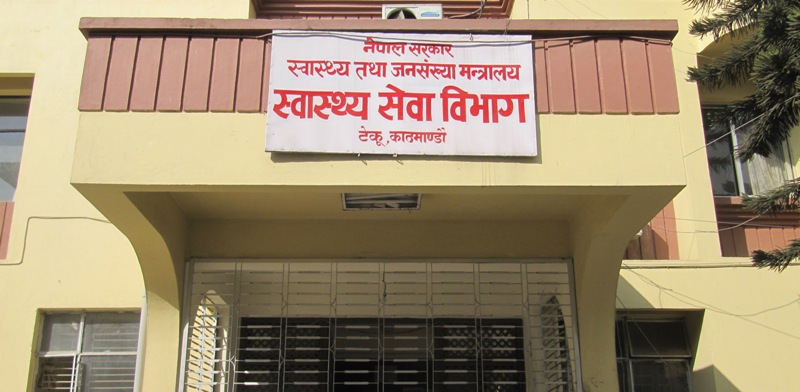 नेपाल सरकार
स्वास्थ्य तथा जनसंख्या मन्त्रालय
स्वास्थ्य सेवा विभाग
टेकू ,काठमाण्डौ